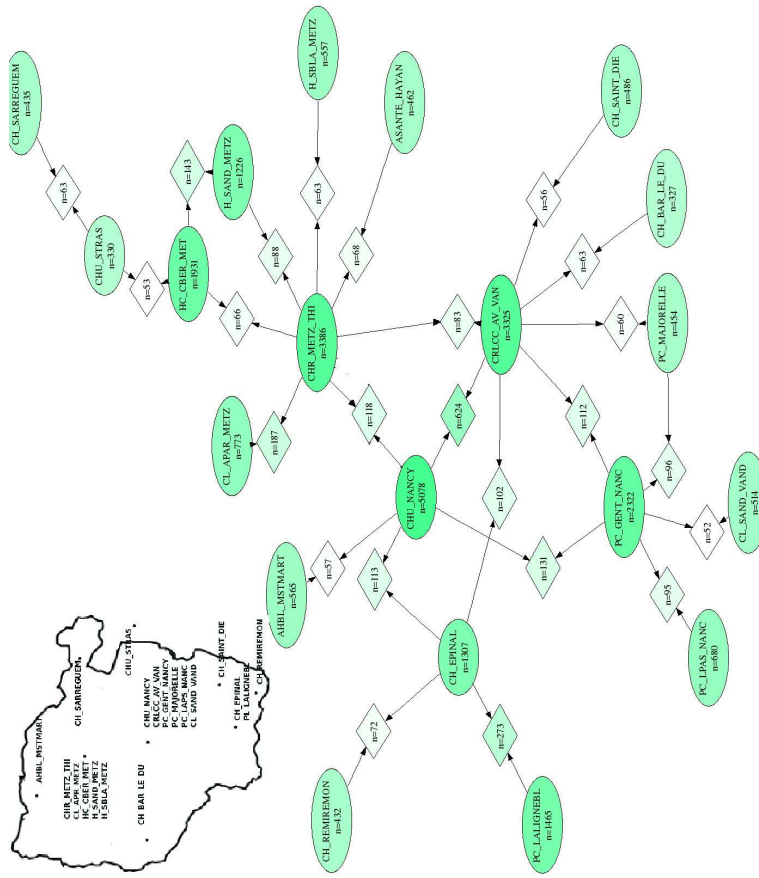 AHBL_MSTMART
CHR_METZ_THI
CL_APR_METZ
HC_CBER_MET
H_SAND_METZ
H_SBLA_METZ
CH_SARREGUEM
CHU_STRAS
CH_BAR LE DU
CHU_NANCY
CRLCC_AV_VAN
PC_GENT_NANCY
PC_MAJORELLE
PC_LAPS_NANC
CL_SAND_VAND
CH_SAINT_DIE
CH_EPINAL
PL_LALIGNEBL
CH_REMIREMON
CH_SARREGUEM
n=435
n=63
CHU_STRAS
n=330
n=53
n=143
HC_CBER_MET
n=1931
H_SAND_METZ
n=1226
n=66
n=88
H_SBLA_METZ
n=557
n=63
ASANTE_HAYAN
n=462
n=68
CHR_METZ_THI
n=3386
CL_APAR_METZ
n=773
n=187
n=118
n=83
CRLCC_AV_VAN
n=3325
CH_SAINT_DIE
n=486
n=56
CH_BAR_LE_DU
n=327
n=63
PC_MAJORELLE
n=454
n=60
n=624
n=112
n=102
n=96
CHU_NANCY
n=5078
AHBL_MSTMART
n=565
n=57
n=113
n=131
PC_GENT_NANC
n=2322
CL_SAND_VAND
n=514
n=52
PC_LPAS_NANC
n=680
n=95
CH_EPINAL
n=1307
n=72
n=273
CH_REMIREMON
n=432
PC_LALIGNEBL
n=1465